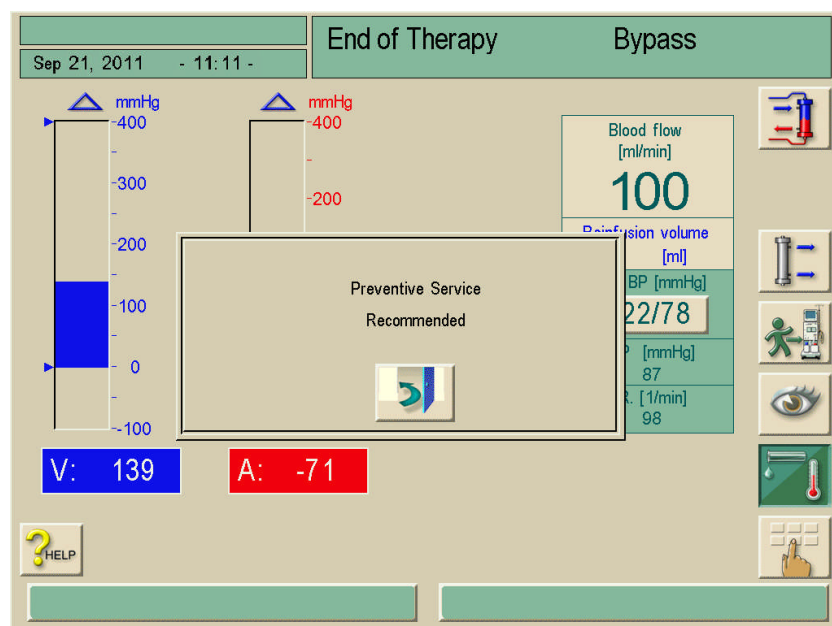 End of Therapy Bypass
Sep 21, 2011 - 11:11 -
mmHg
400
300
200
100
0
-100
mmHg
400
200
Blood flow
[ml/min]
100
volume
[ml]
BP [mmHg]
22/78
[mmHg]
87
[1/min]
98
Preventive Service
Recommended
V: 139
A: -71
HELP